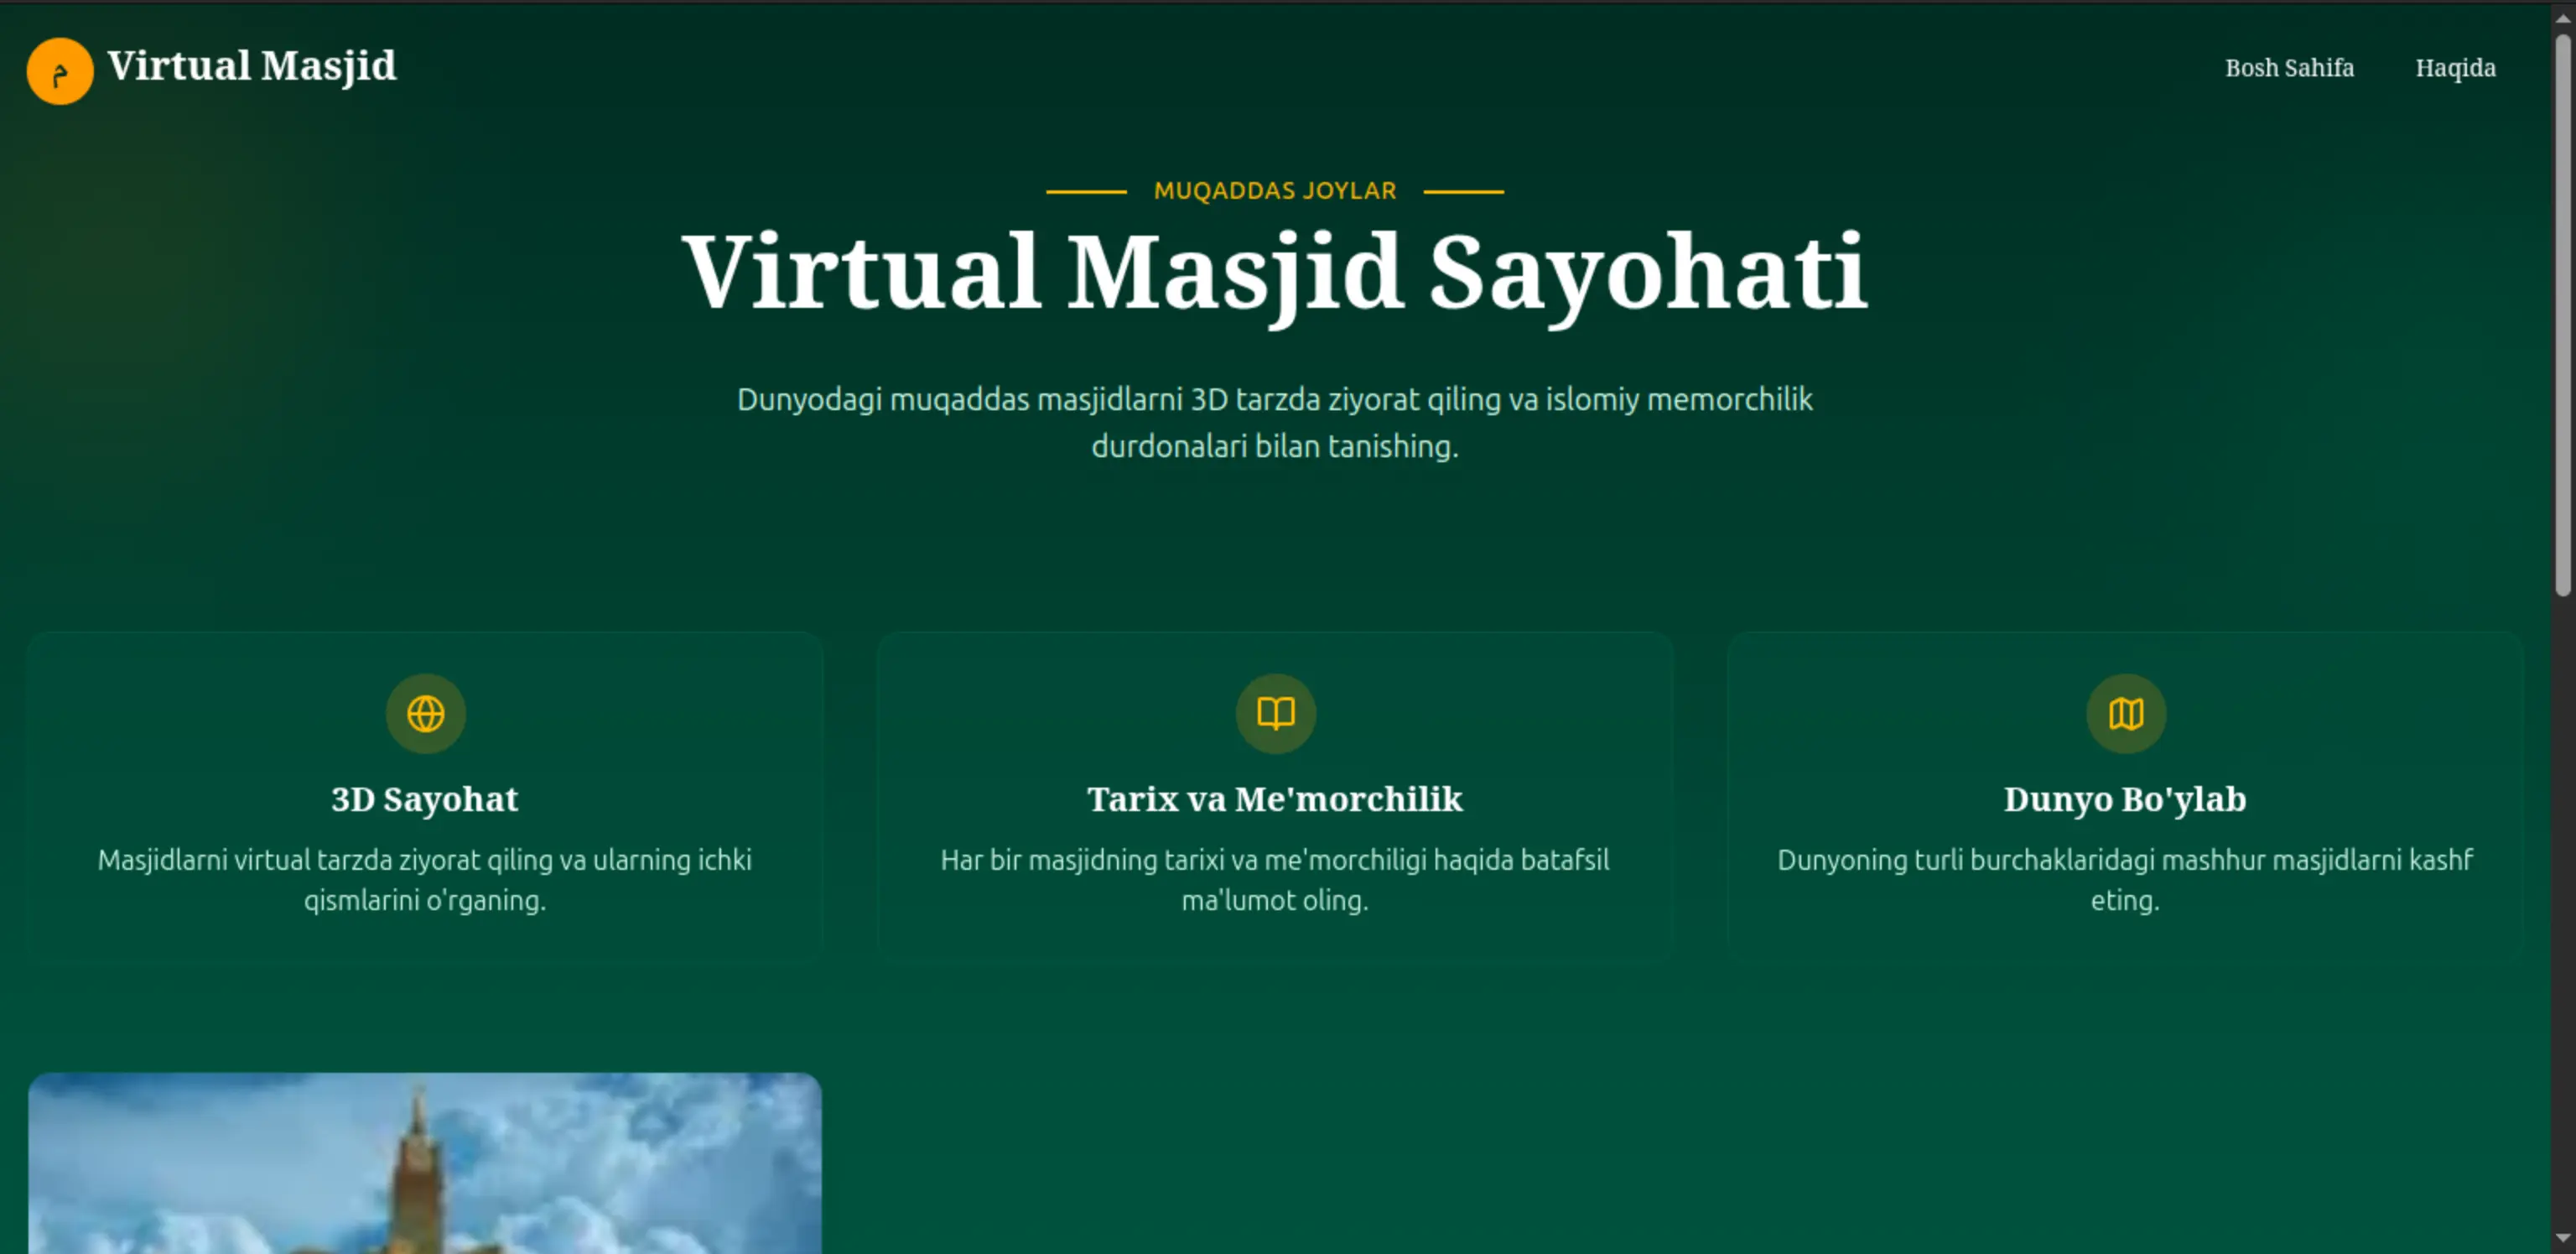 م Virtual Masjid
Bosh Sahifa
Haqida
MUQADDAS JOYLAR
Virtual Masjid Sayohati
Dunyodagi muqaddas masjidlarni 3D tarzda ziyorat qiling va islomiy memorchilik
durdonalari bilan tanishing.
3D Sayohat
Masjidlarni virtual tarzda ziyorat qiling va ularning ichki
qismlarini o'rganing.
Tarix va Me'morchilik
Har bir masjidning tarixi va me'morchiligi haqida batafsil
ma'lumot oling.
Dunyo Bo'ylab
Dunyoning turli burchaklaridagi mashhur masjidlarni kashf
eting.